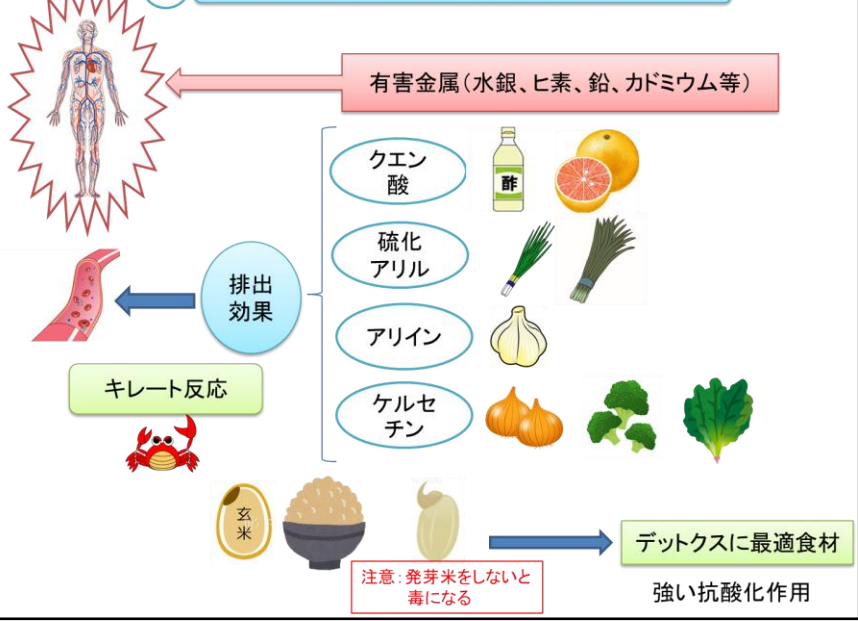 有害金属（水銀、ヒ素、鉛、カドミウム等）
クエン
酸
酢
硫化
アリル
排出
効果
アリイン
キレート反応
ケルセ
チン
玄
米
デットクスに最適食材
注意：発芽米をしないと
毒になる
強い抗酸化作用